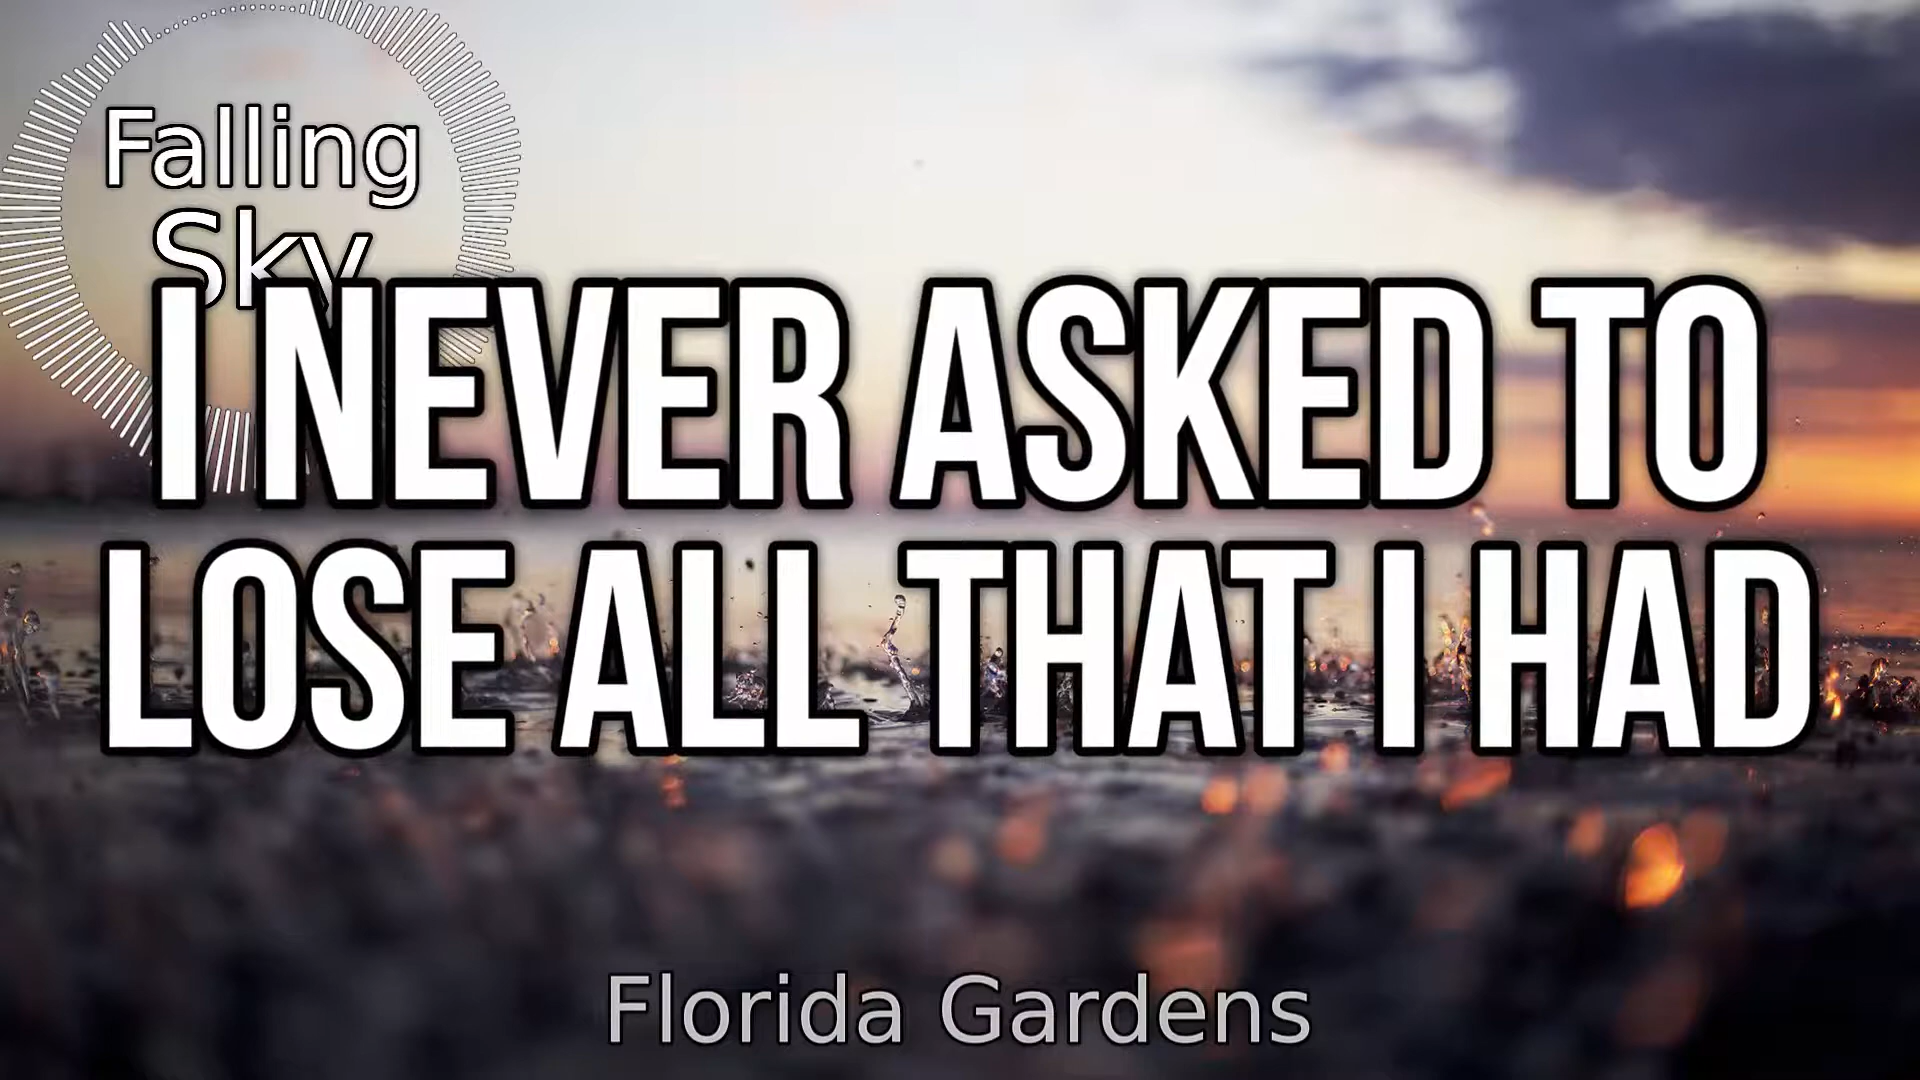 Falling
Sky
I NEVER ASKED TO
LOSE ALL THAT I HAD
Florida Gardens